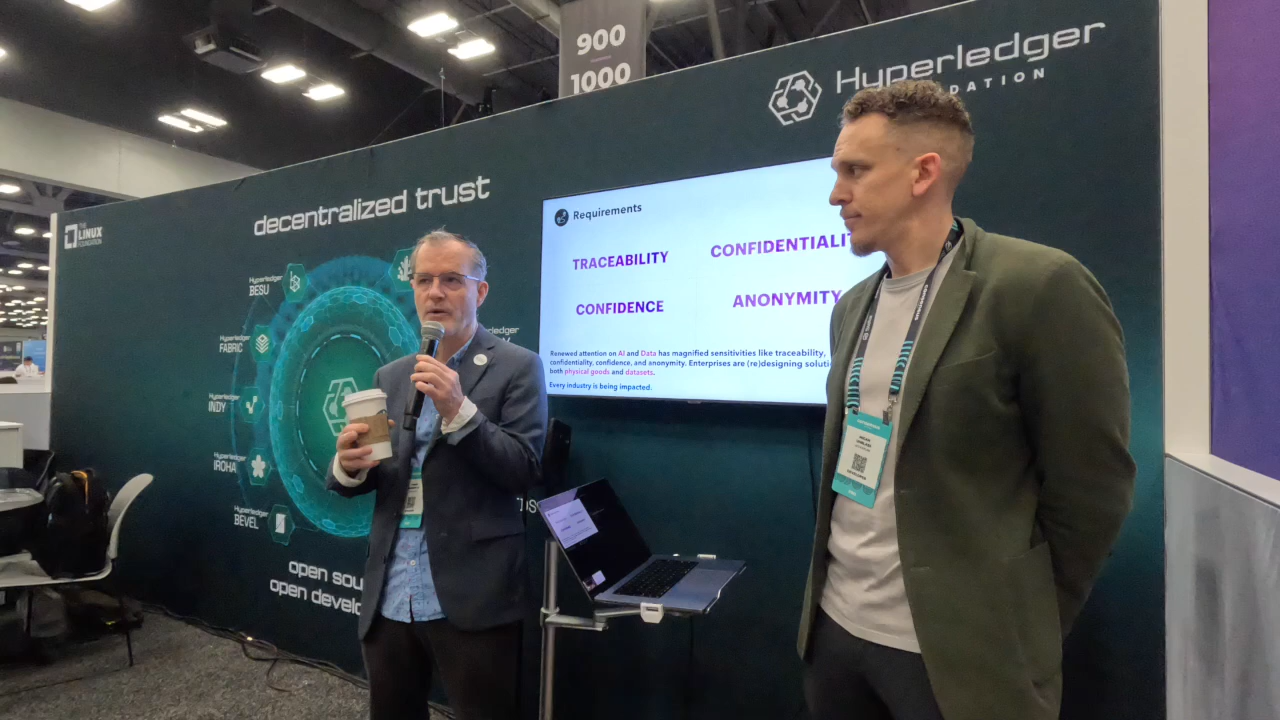 900
1000
Hyperledger
DATION
decentralized trust
THE
LINUX
FOUNDATION
Hyperledger
BESU
Hyperledger
FABRIC
Hyperledger
INDY
Hyperledger
IROHA
Hyperledger
BEVEL
open sou
open develo
Requirements
TRACEABILITY
CONFIDENTIALIT
CONFIDENCE
ANONYMITY
Renewed attention on AI and Data has magnified sensitivities like traceability,
confidentiality, confidence, and anonymity. Enterprises are (re)designing soluti
both physical goods and datasets.
Every industry is being impacted.
DEVELOPER